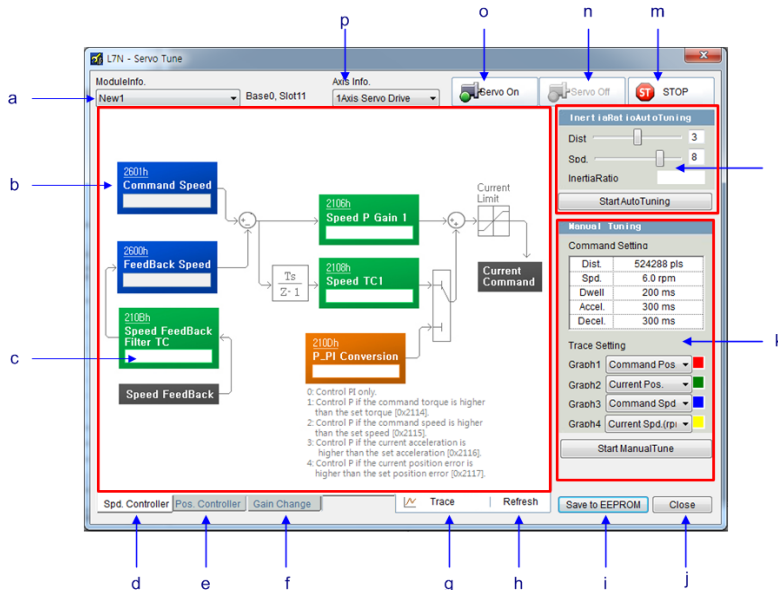 p
o
n
m
L7N - Servo Tune
ModuleInfo.
Axis Info.
a
New1
Base0, Slot11
1Axis Servo Drive
Servo On
Servo Off
STOP
InertiaRatioAutoTuning
Dist
3
Spd.
8
InertiaRatio
Start AutoTuning
b
2601h
Command Speed
2106h
Speed P Gain 1
Current
Limit
2600h
FeedBack Speed
Ts
Z-1
2108h
Speed TC1
Current
Command
c
210Bh
Speed FeedBack
Filter TC
210Dh
P_PI Conversion
Speed FeedBack
0: Control PI only.
1: Control P if the command torque is higher
than the set torque [0x2114].
2: Control P if the command speed is higher
than the set speed [0x2115].
3: Control P if the current acceleration is
higher than the set acceleration [0x2116].
4: Control P if the current position error is
higher than the set position error [0x2117].
Manual Tuning
Command Setting
Dist. 524288 pls
Spd. 6.0 rpm
Dwell 200 ms
Accel. 300 ms
Decel. 300 ms
Trace Setting
k
Graph1 Command Pos
Graph2 Current Pos.
Graph3 Command Spd
Graph4 Current Spd.(rp
Start ManualTune
Spd. Controller
Pos. Controller
Gain Change
Trace
Refresh
Save to EEPROM
Close
d
e
f
g
h
i
j